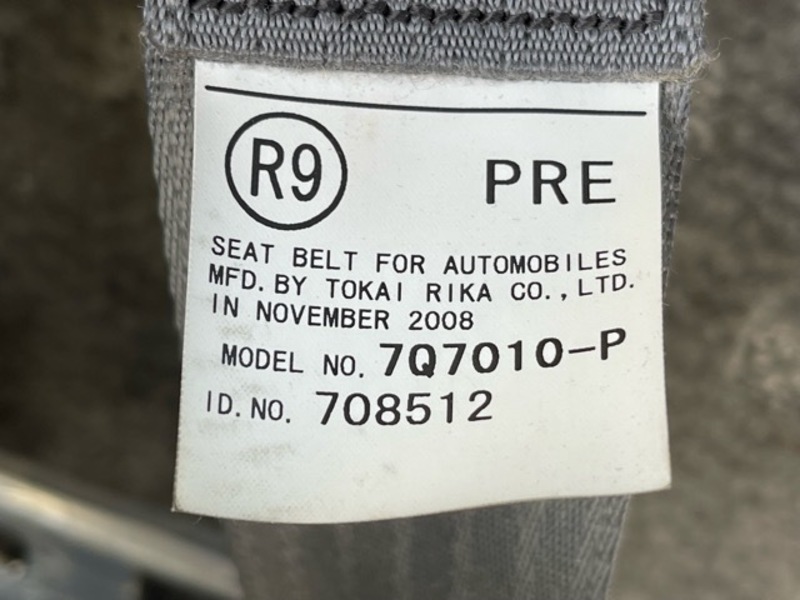 R9 PRE
SEAT BELT FOR AUTOMOBILES
MFD. BY TOKAI RIKA CO., LTD.
IN NOVEMBER 2008
MODEL NO. 7Q7010-P
ID. NO. 708512